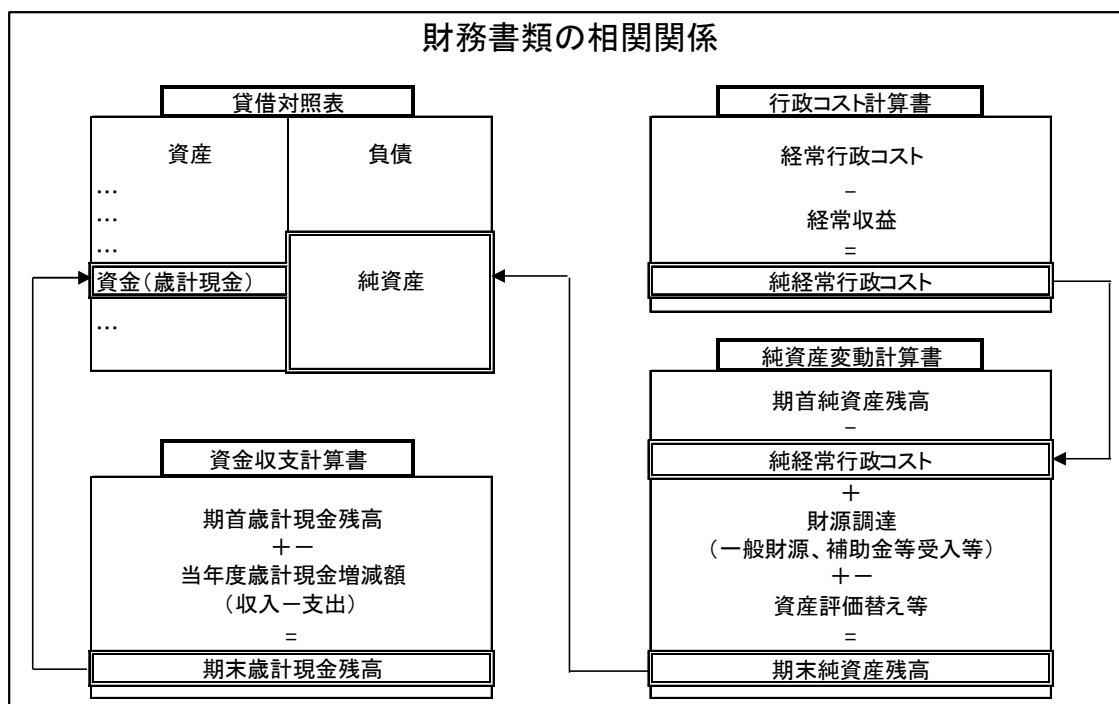 財務書類の相関関係
貸借対照表
資産
負債
…
…
…
資金(歳計現金)
純資産
…
行政コスト計算書
経常行政コスト
−
経常収益
=
純経常行政コスト
純資産変動計算書
期首純資産残高
−
純経常行政コスト
+
財源調達
(一般財源、補助金等受入等)
+−
資産評価替え等
=
期末純資産残高
資金収支計算書
期首歳計現金残高
+−
当年度歳計現金増減額
(収入−支出)
=
期末歳計現金残高